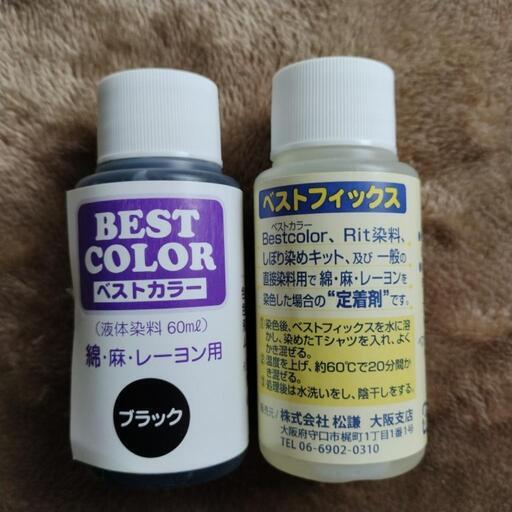 BEST
COLOR
ベストカラー
(液体染料 60mℓ)
綿・麻・レーヨン用
ブラック
ベストフィックス
ベストカラー
Bestcolor、Rit染料、
しぼり染めキット、及び 一般の
直接染料用で 綿・麻・レーヨンを
染色した場合の“定着剤”です。
①染色後、ベストフィックスを水に溶
かし、染めたTシャツを入れ、よく
かき混ぜる。
②温度を上げ、約60℃で20分間か
き混ぜる。
③処理後は水洗いをし、陰干しをする。
発売元/株式会社 松謙 大阪支店
大阪府守口市梶町1丁目1番1号
TEL 06-6902-0310